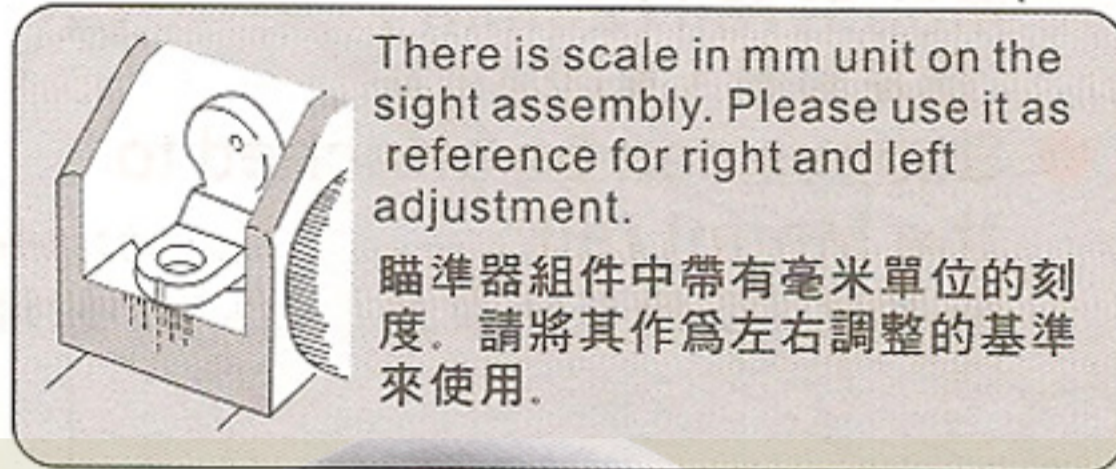 There is scale in mm unit on the
sight assembly. Please use it as
reference for right and left
adjustment.
瞄準器組件中帶有毫米單位的刻
度。請將其作爲左右調整的基準
來使用。